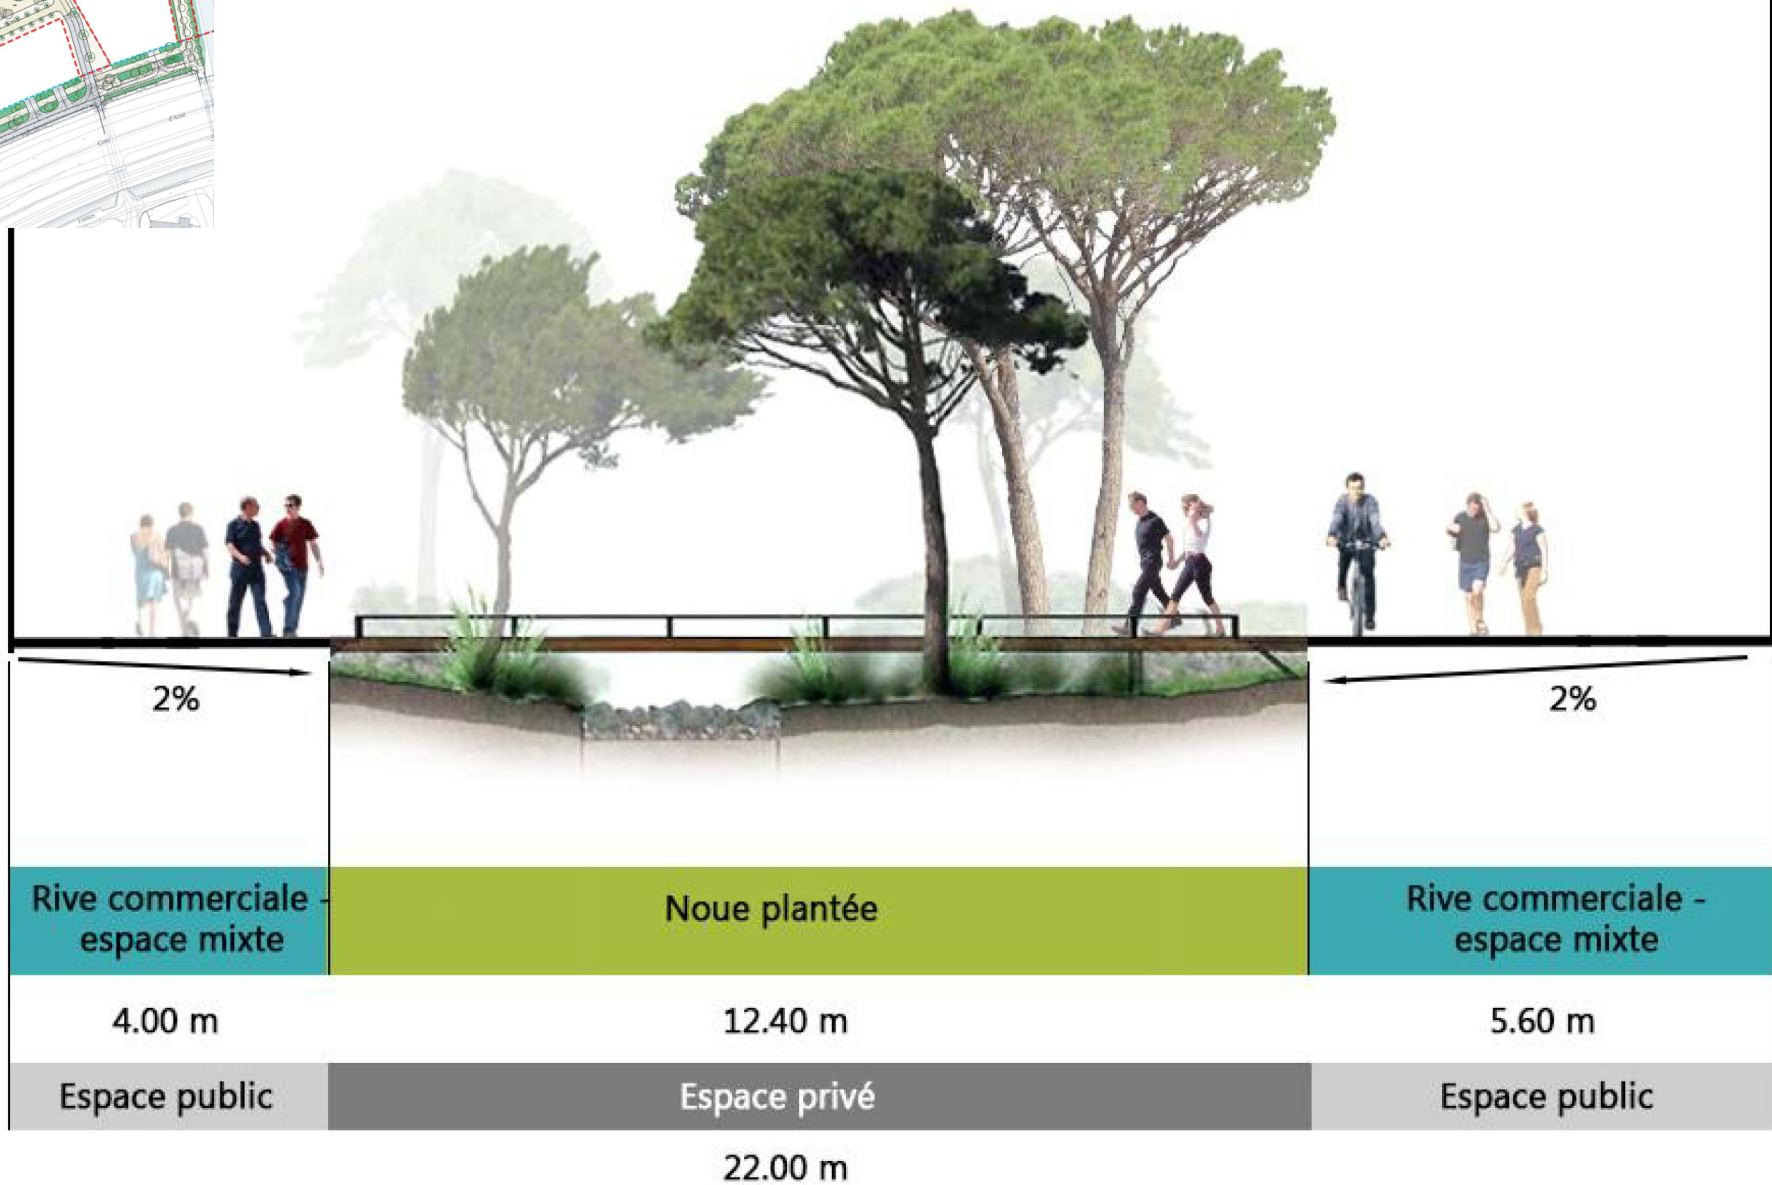 2%
2%
Rive commerciale -
espace mixte
Noue plantée
Rive commerciale -
espace mixte
4.00 m
12.40 m
5.60 m
Espace public
Espace privé
Espace public
22.00 m